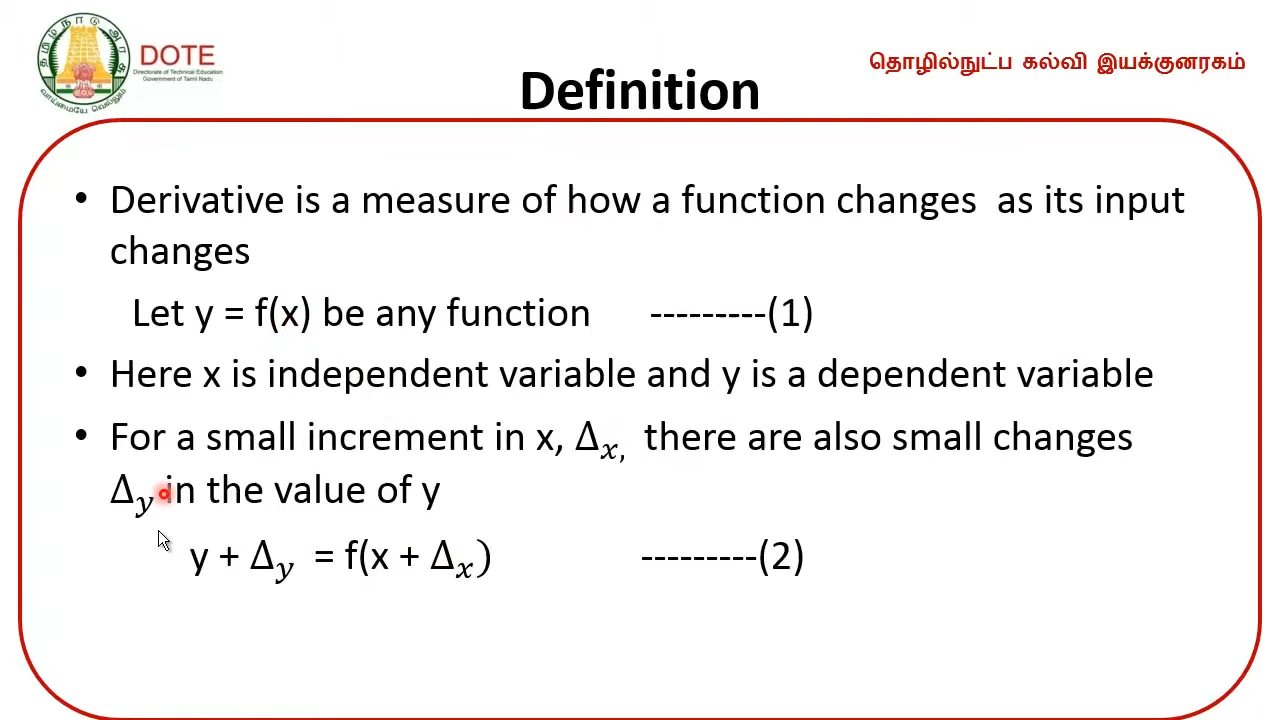 தமிழ் நாடு அரசு
வாய்மையே வெல்லும்
DOTE
Directorate of Technical Education
Government of Tamil Nadu
தொழில்நுட்ப கல்வி இயக்குனரகம்
Definition
• Derivative is a measure of how a function changes as its input
changes
Let y = f(x) be any function ---------(1)
• Here x is independent variable and y is a dependent variable
• For a small increment in x, Δₓ, there are also small changes
Δ𝑦 in the value of y
y + Δ𝑦 = f(x + Δₓ) ---------(2)